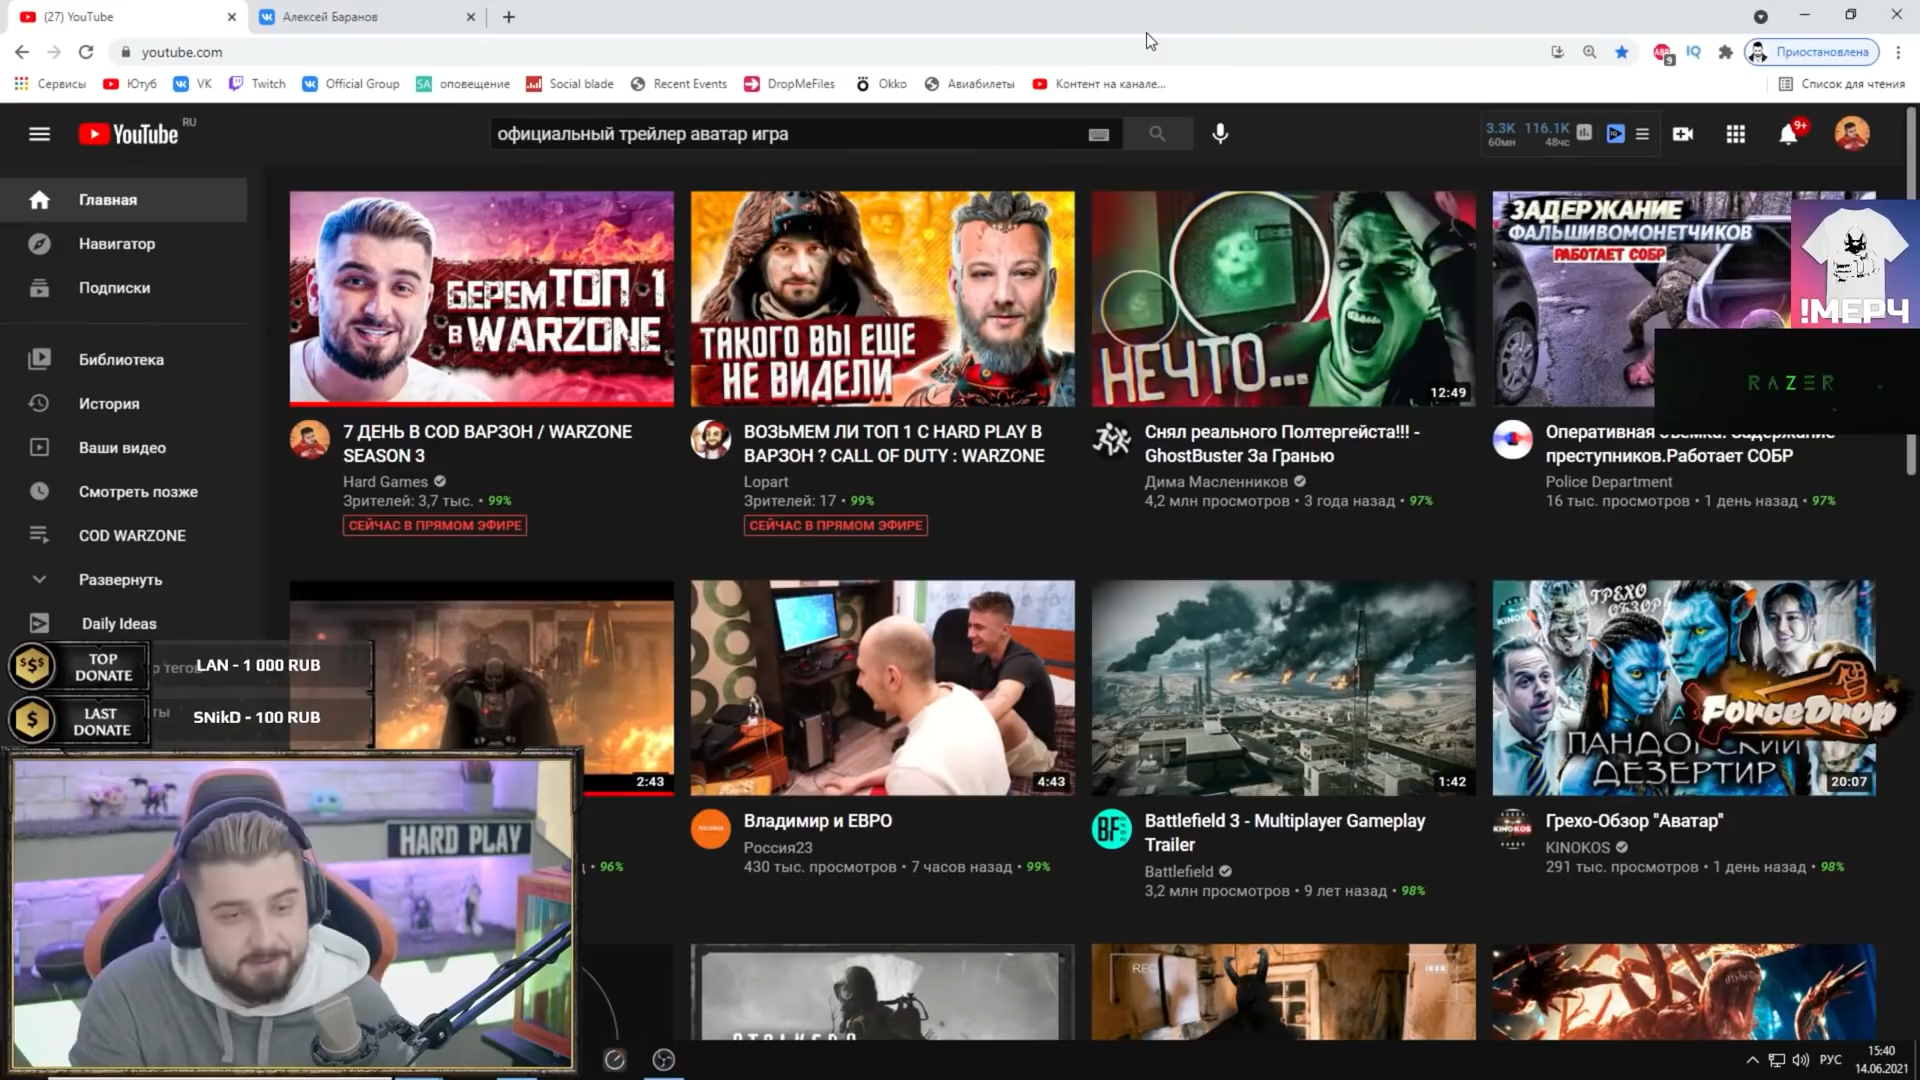 (27) YouTube
Алексей Баранов
youtube.com
Приостановлена
Сервисы
Ютуб
VK
Twitch
Official Group
оповещение
Social blade
Recent Events
DropMeFiles
Okko
Авиабилеты
Контент на канале...
Список для чтения
YouTube RU
официальный трейлер аватар игра
3.3K 116.1K
60мн 48чс
9+
Главная
Навигатор
Подписки
Библиотека
История
Ваши видео
Смотреть позже
COD WARZONE
Развернуть
Daily Ideas
БЕРЕМ ТОП 1
В WARZONE
7 ДЕНЬ В COD ВАРЗОН / WARZONE
SEASON 3
Hard Games
Зрителей: 3,7 тыс. • 99%
СЕЙЧАС В ПРЯМОМ ЭФИРЕ
ТАКОГО ВЫ ЕЩЕ
НЕ ВИДЕЛИ
ВОЗЬМЕМ ЛИ ТОП 1 С HARD PLAY В
ВАРЗОН ? CALL OF DUTY : WARZONE
Lopart
Зрителей: 17 • 99%
СЕЙЧАС В ПРЯМОМ ЭФИРЕ
НЕЧТО...
12:49
Снял реального Полтергейста!!! -
GhostBuster За Гранью
Дима Масленников
4,2 млн просмотров • 3 года назад • 97%
ЗАДЕРЖАНИЕ
ФАЛЬШИВОМОНЕТЧИКОВ
РАБОТАЕТ СОБР
!МЕРЧ
RAZER
Оперативная съёмка. Задержание
преступников.Работает СОБР
Police Department
16 тыс. просмотров • 1 день назад • 97%
TOP
DONATE
LAN - 1 000 RUB
LAST
DONATE
SNikD - 100 RUB
HARD PLAY
2:43
96%
4:43
Владимир и ЕВРО
Россия23
430 тыс. просмотров • 7 часов назад • 99%
1:42
BF
Battlefield 3 - Multiplayer Gameplay
Trailer
Battlefield
3,2 млн просмотров • 9 лет назад • 98%
ГРЕХО
ОБЗОР
ForceDrop
ПАНДОРСКИЙ
ДЕЗЕРТИР
20:07
KINOKOS
Грехо-Обзор "Аватар"
KINOKOS
291 тыс. просмотров • 1 день назад • 98%
REC
РУС
15:40
14.06.2021